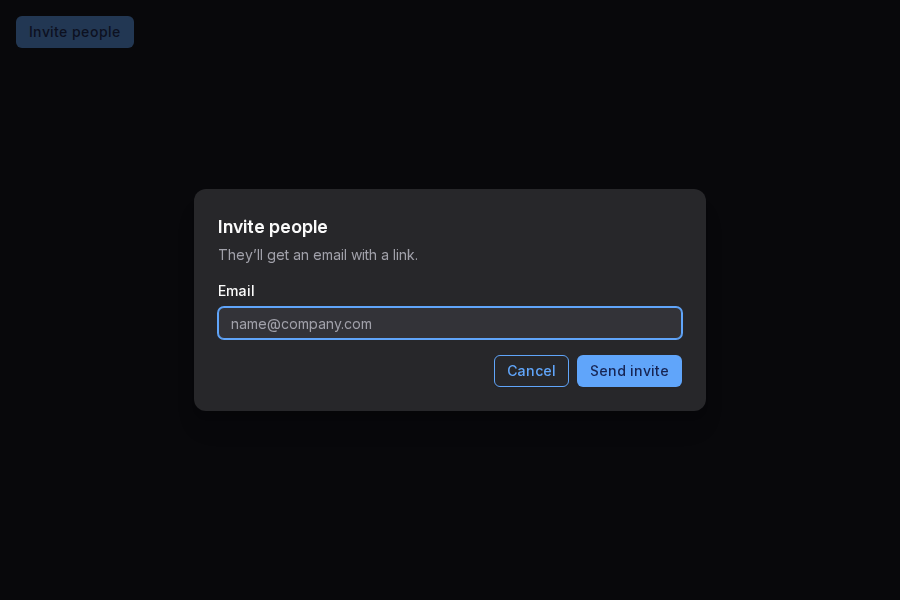 Invite people
Invite people
They’ll get an email with a link.
Email
name@company.com
Cancel
Send invite